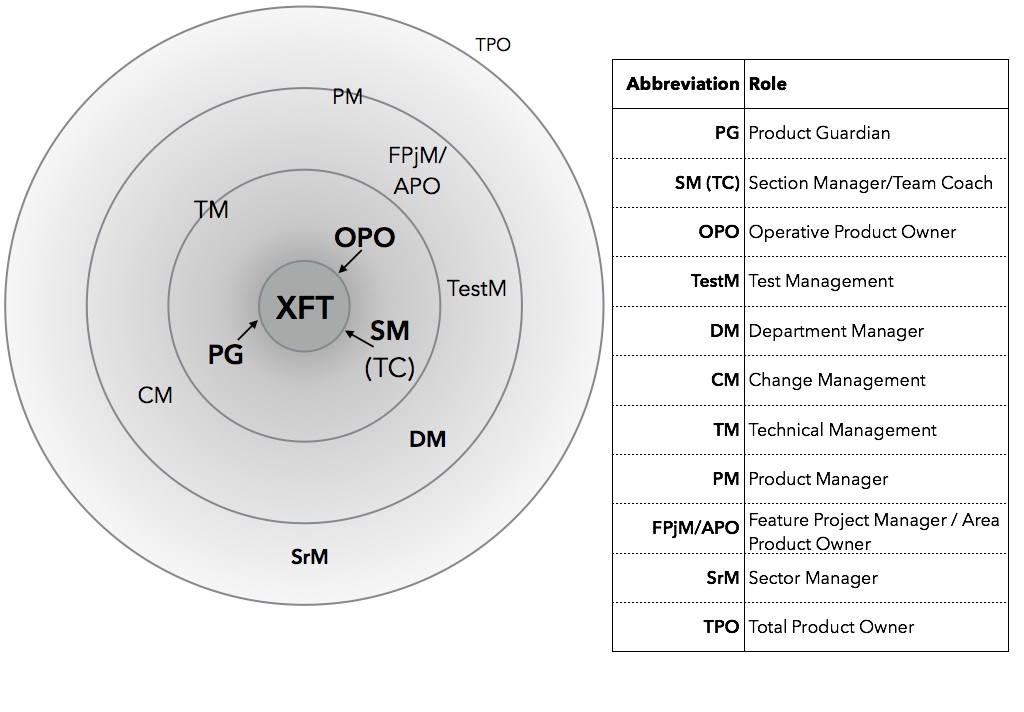 TPO
PM
FPjM/
APO
TM
OPO
TestM
XFT
SM
(TC)
PG
CM
DM
SrM
Abbreviation Role
PG Product Guardian
SM (TC) Section Manager/Team Coach
OPO Operative Product Owner
TestM Test Management
DM Department Manager
CM Change Management
TM Technical Management
PM Product Manager
FPjM/APO Feature Project Manager / Area
Product Owner
SrM Sector Manager
TPO Total Product Owner